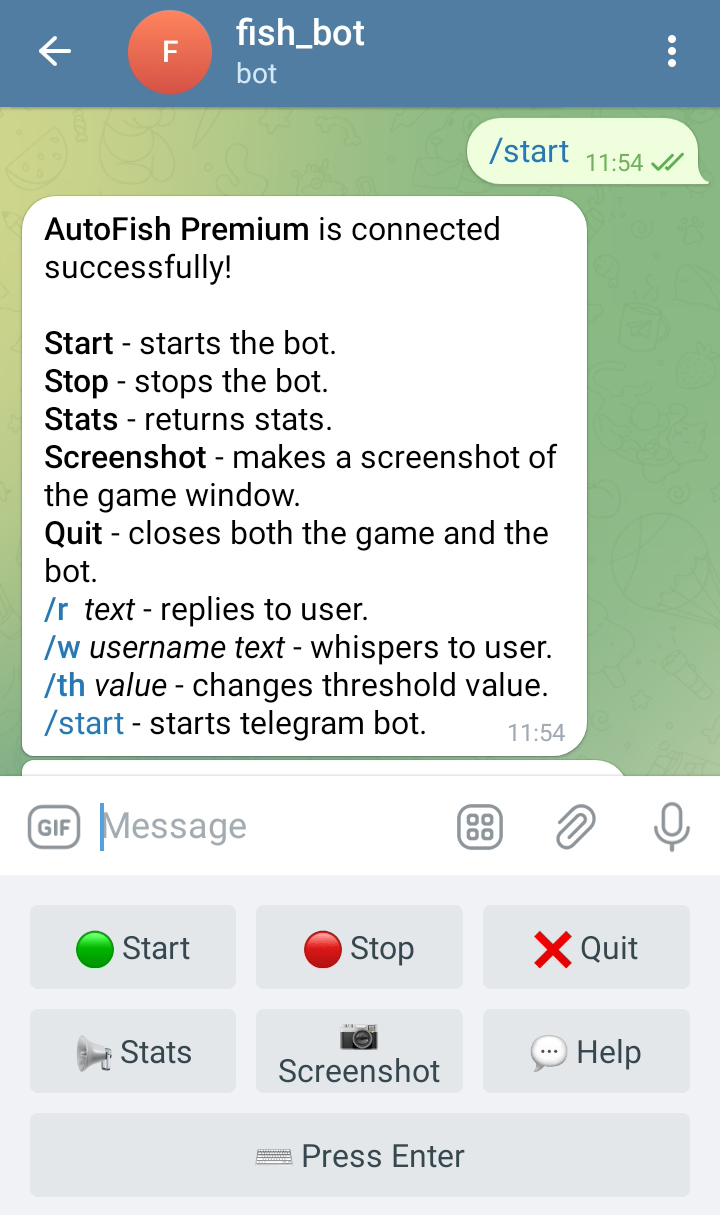 fish_bot
F
bot
/start 11:54
AutoFish Premium is connected
successfully!
Start - starts the bot.
Stop - stops the bot.
Stats - returns stats.
Screenshot - makes a screenshot of
the game window.
Quit - closes both the game and the
bot.
/r text - replies to user.
/w username text - whispers to user.
/th value - changes threshold value.
/start - starts telegram bot.
11:54
GIF Message
Start Stop Quit
Stats Screenshot Help
Press Enter